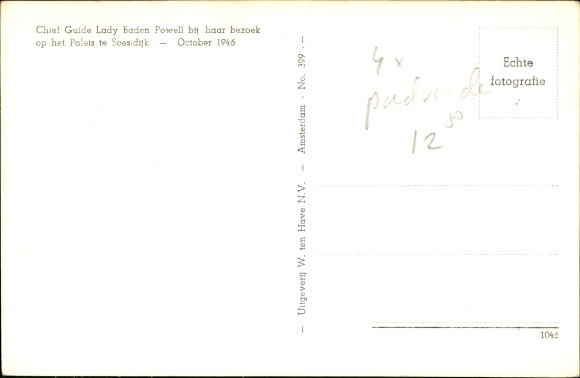 Chief Guide Lady Baden Powell bij haar bezoek
op het Paleis te Soestdijk — October 1946
— Uitgeverij W. ten Have N.V. — Amsterdam - No. 399 .—
4 x
12 50
Echte
fotografie
1046